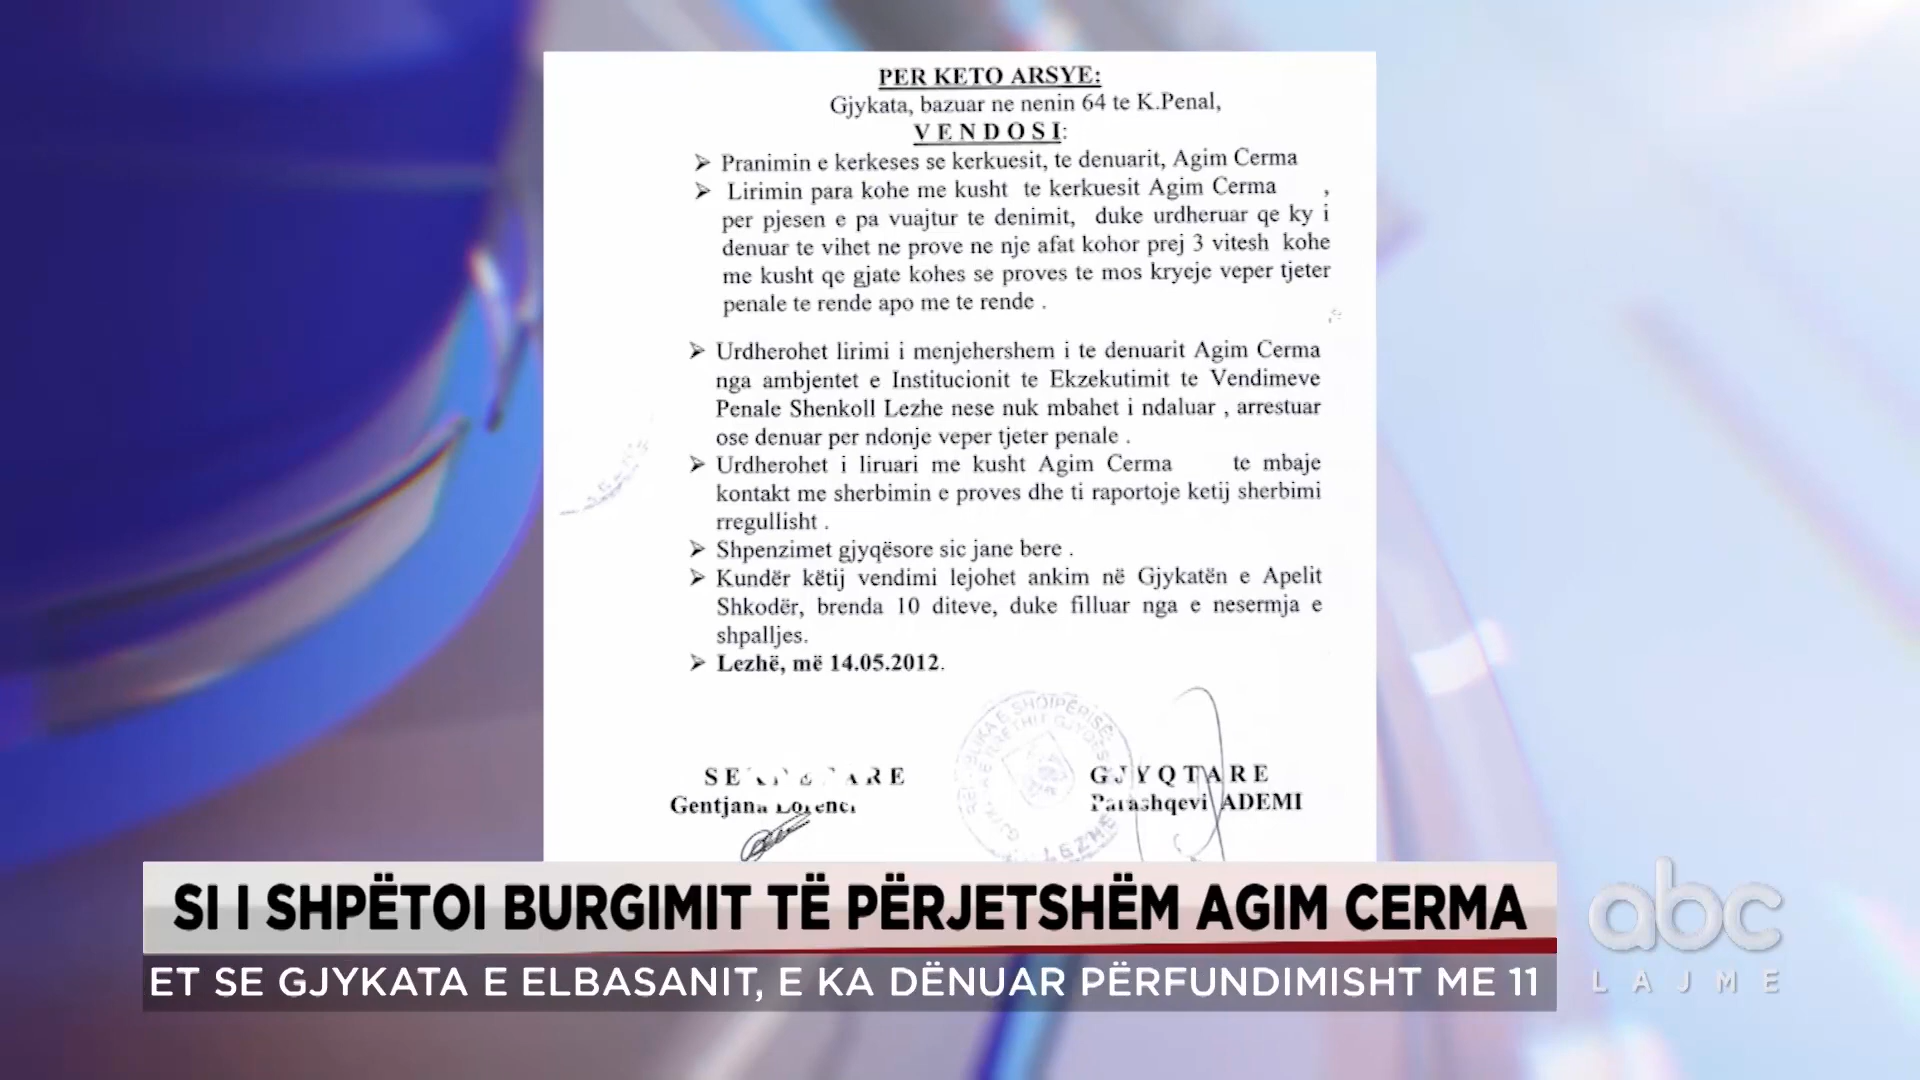 PER KETO ARSYE:
Gjykata, bazuar ne nenin 64 te K.Penal,
V E N D O S I:
➢ Pranimin e kerkeses se kerkuesit, te denuarit, Agim Cerma
➢ Lirimin para kohe me kusht te kerkuesit Agim Cerma ,
per pjesen e pa vuajtur te denimit, duke urdheruar qe ky i
denuar te vihet ne prove ne nje afat kohor prej 3 vitesh kohe
me kusht qe gjate kohes se proves te mos kryeje veper tjeter
penale te rende apo me te rende .
➢ Urdherohet lirimi i menjehershem i te denuarit Agim Cerma
nga ambjentet e Institucionit te Ekzekutimit te Vendimeve
Penale Shenkoll Lezhe nese nuk mbahet i ndaluar , arrestuar
ose denuar per ndonje veper tjeter penale .
➢ Urdherohet i liruari me kusht Agim Cerma te mbaje
kontakt me sherbimin e proves dhe ti raportoje ketij sherbimi
rregullisht .
➢ Shpenzimet gjyqësore sic jane bere .
➢ Kundër këtij vendimi lejohet ankim në Gjykatën e Apelit
Shkodër, brenda 10 diteve, duke filluar nga e nesermja e
shpalljes.
➢ Lezhë, më 14.05.2012.
G J Y Q T A R E
Gentjana
Parashqevi ADEMI
LEZHË
SI I SHPËTOI BURGIMIT TË PËRJETSHËM AGIM CERMA
ET SE GJYKATA E ELBASANIT, E KA DËNUAR PËRFUNDIMISHT ME 11
abc
LAJME